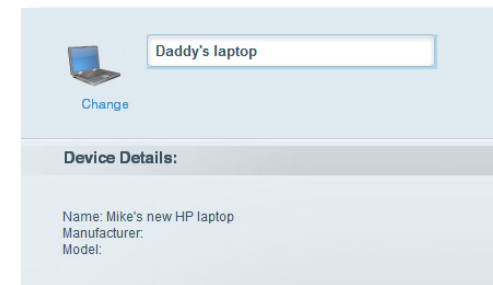 Daddy's laptop
Change
Device Details:
Name: Mike's new HP laptop
Manufacturer:
Model: